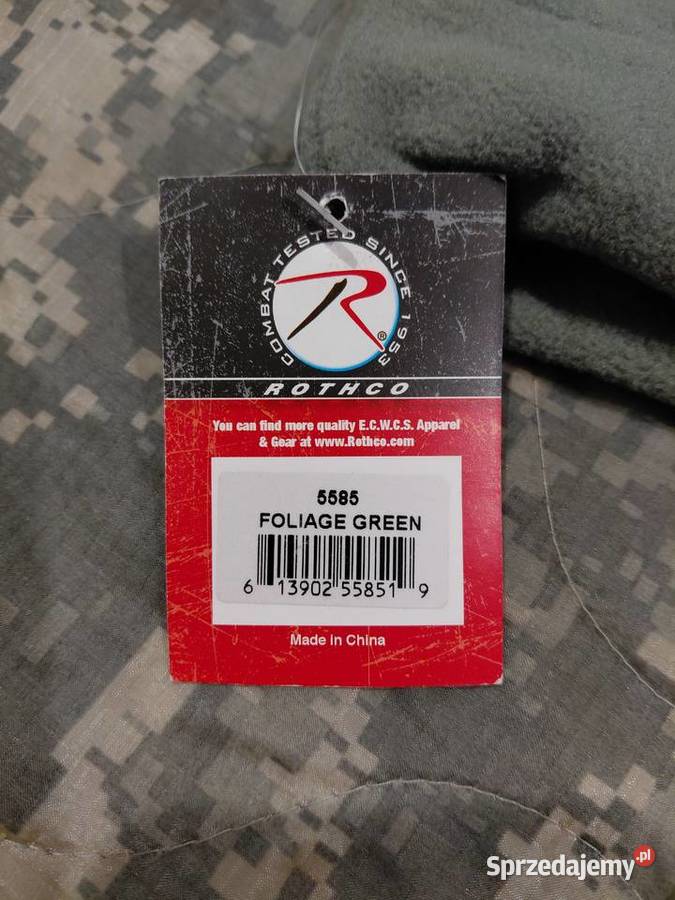 COMBAT TESTED SINCE 1953
R
®
ROTHCO
You can find more quality E.C.W.C.S. Apparel
& Gear at www.Rothco.com
5585
FOLIAGE GREEN
6 13902 55851 9
Made in China
Sprzedajemy.pl